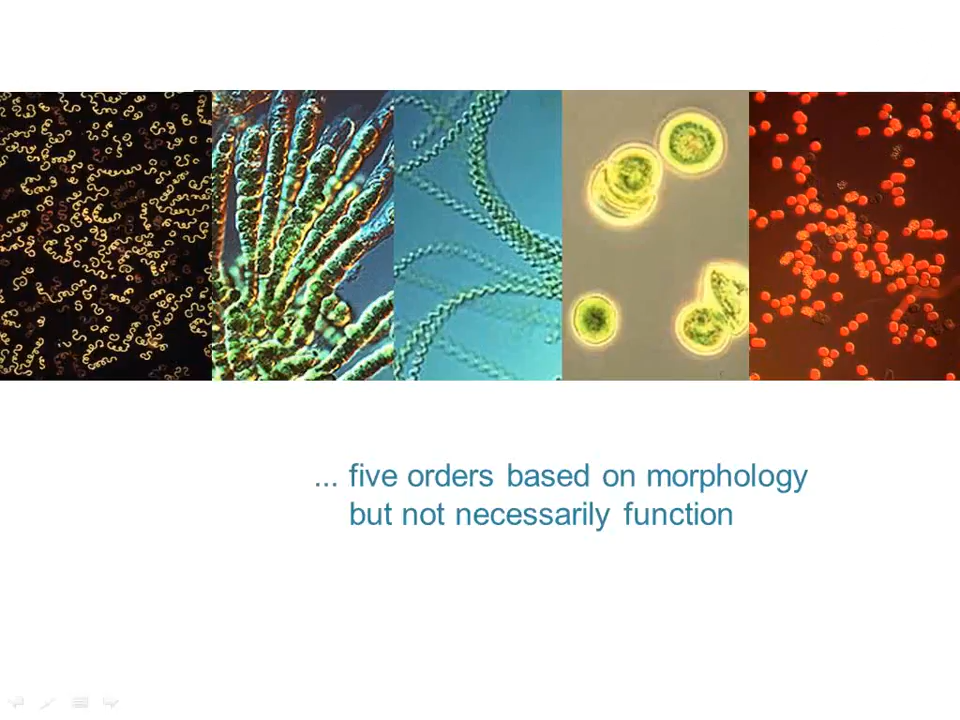 ... five orders based on morphology
but not necessarily function